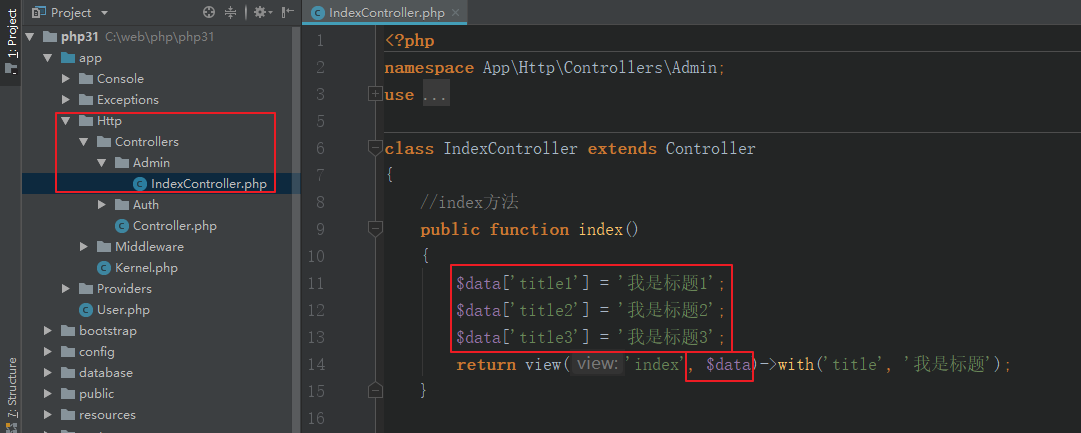 Project
IndexController.php ×
1: Project
php31 C:\web\php\php31
app
Console
Exceptions
Http
Controllers
Admin
IndexController.php
Auth
Controller.php
Middleware
Kernel.php
Providers
User.php
bootstrap
config
database
public
resources
7: Structure
1 <?php
2 namespace App\Http\Controllers\Admin;
3 use ...
5
6 class IndexController extends Controller
7 {
8 //index方法
9 public function index()
10 {
11 $data['title1'] = '我是标题1';
12 $data['title2'] = '我是标题2';
13 $data['title3'] = '我是标题3';
14 return view( view: 'index', $data)->with('title', '我是标题');
15 }
16